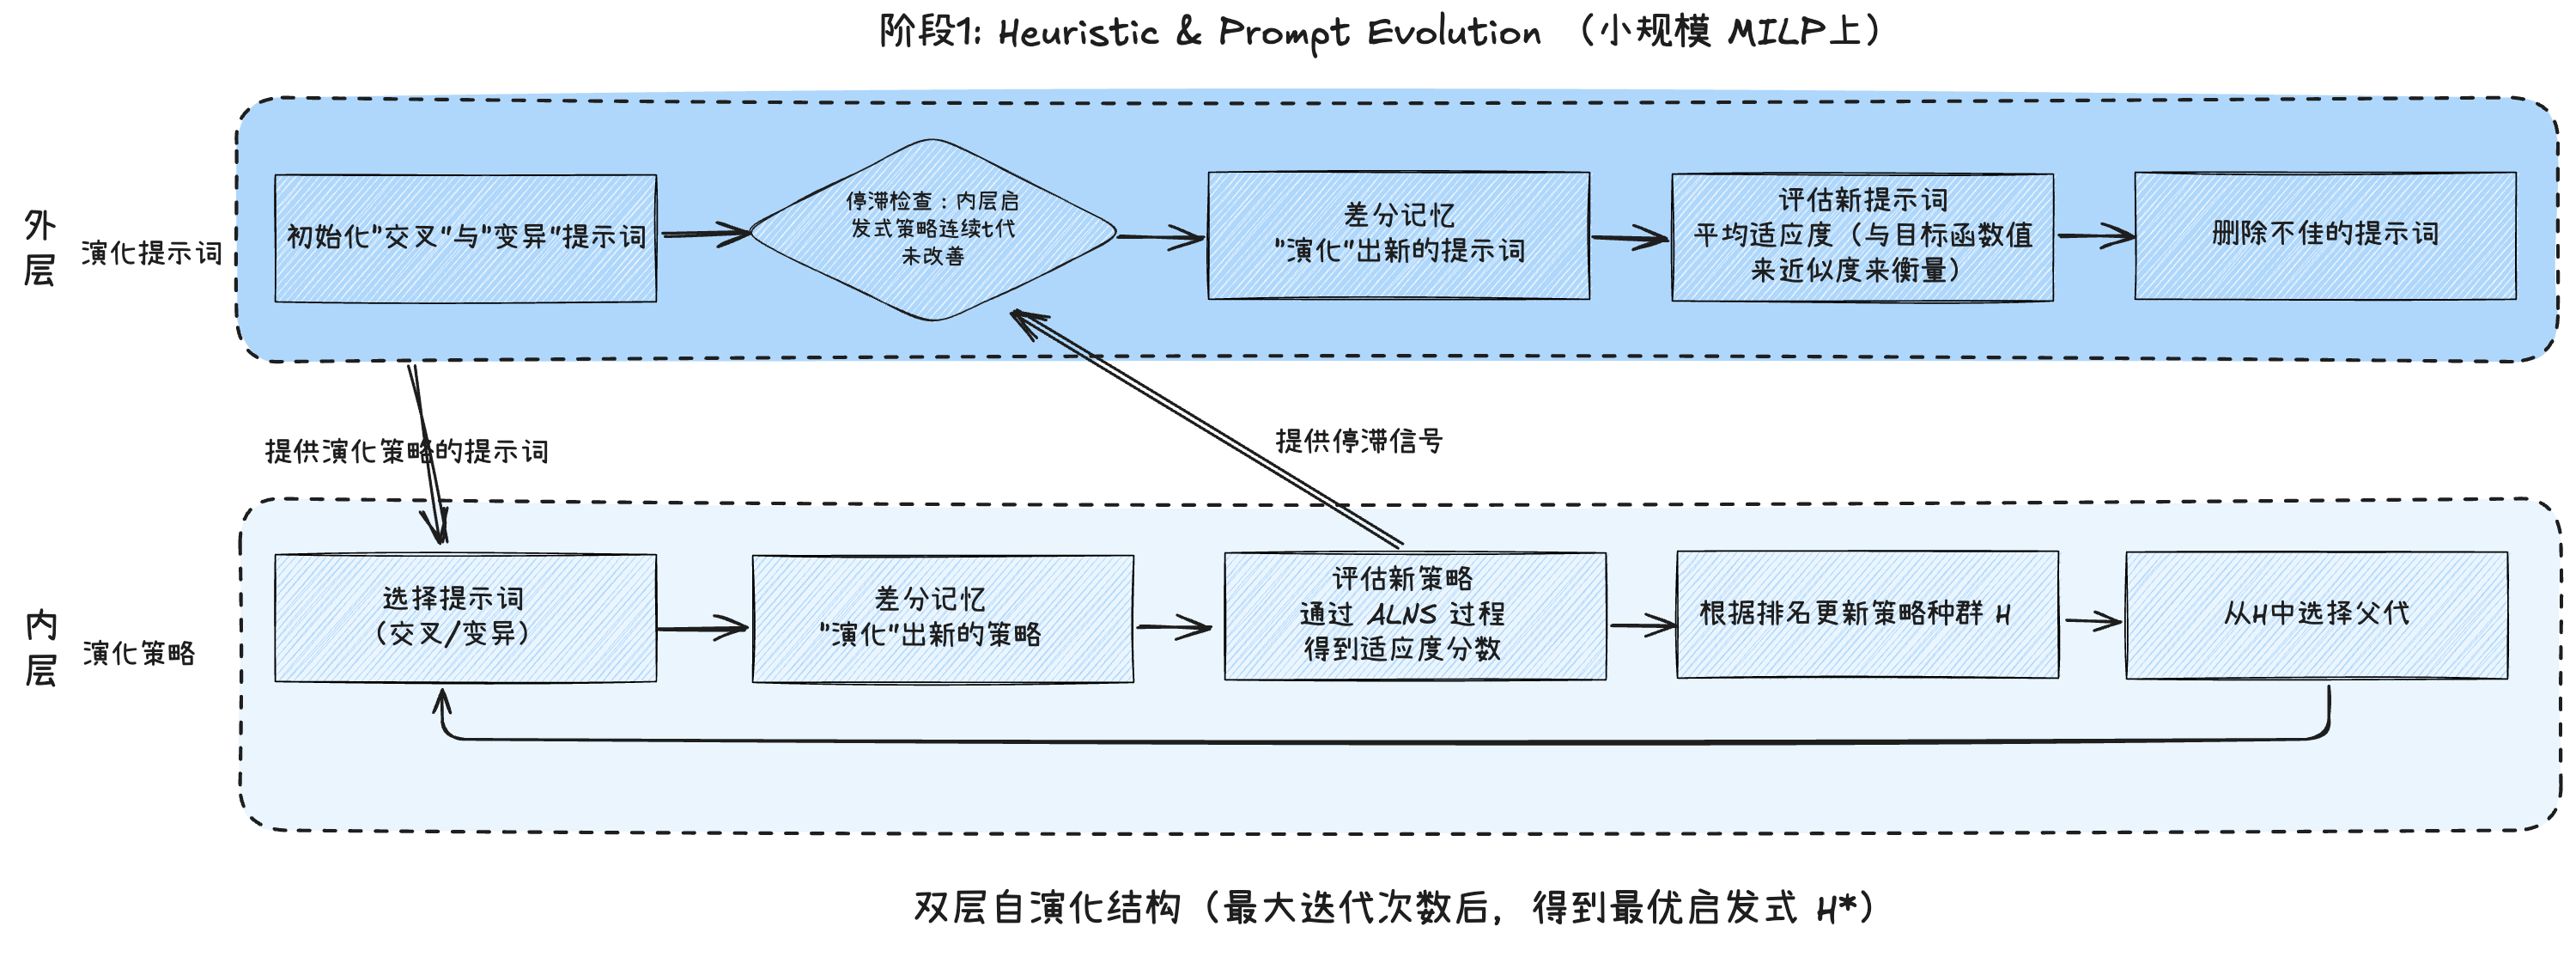 阶段1: Heuristic & Prompt Evolution （小规模 MILP上）
外
层
演化提示词
初始化"交叉"与"变异"提示词
停滞检查：内层启
发式策略连续t代
未改善
差分记忆
"演化"出新的提示词
评估新提示词
平均适应度（与目标函数值
来近似度来衡量）
删除不佳的提示词
提供演化策略的提示词
提供停滞信号
内
层
演化策略
选择提示词
（交叉/变异）
差分记忆
"演化"出新的策略
评估新策略
通过 ALNS 过程
得到适应度分数
根据排名更新策略种群 H
从H中选择父代
双层自演化结构（最大迭代次数后，得到最优启发式 H*）